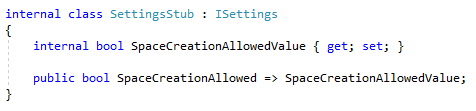 internal class SettingsStub : ISettings
{
    internal bool SpaceCreationAllowedValue { get; set; }

    public bool SpaceCreationAllowed => SpaceCreationAllowedValue;
}